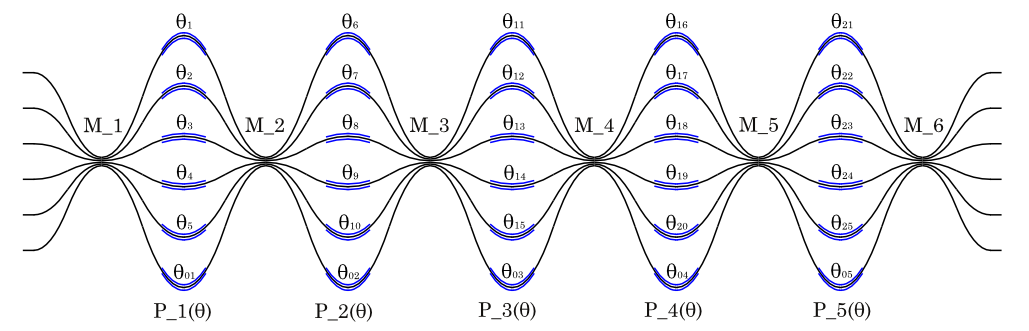 θ₁ θ₆ θ₁₁ θ₁₆ θ₂₁
θ₂ θ₇ θ₁₂ θ₁₇ θ₂₂
M_1 θ₃ M_2 θ₈ M_3 θ₁₃ M_4 θ₁₈ M_5 θ₂₃ M_6
θ₄ θ₉ θ₁₄ θ₁₉ θ₂₄
θ₅ θ₁₀ θ₁₅ θ₂₀ θ₂₅
θ₀₁ θ₀₂ θ₀₃ θ₀₄ θ₀₅
P_1(θ) P_2(θ) P_3(θ) P_4(θ) P_5(θ)